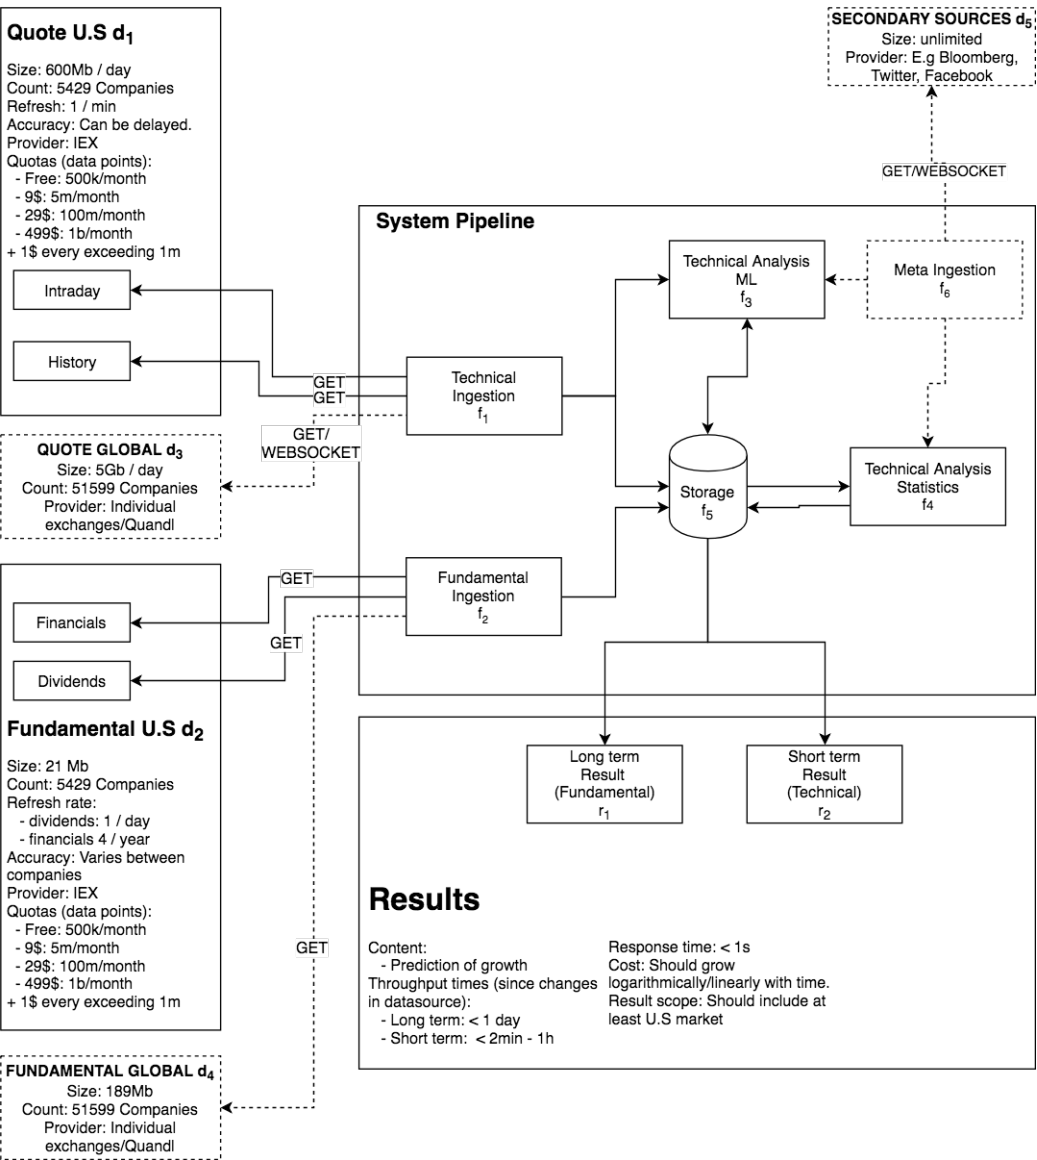 Quote U.S d1
Size: 600Mb / day
Count: 5429 Companies
Refresh: 1 / min
Accuracy: Can be delayed.
Provider: IEX
Quotas (data points):
- Free: 500k/month
- 9$: 5m/month
- 29$: 100m/month
- 499$: 1b/month
+ 1$ every exceeding 1m
Intraday
History
QUOTE GLOBAL d3
Size: 5Gb / day
Count: 51599 Companies
Provider: Individual
exchanges/Quandl
Financials
Dividends
Fundamental U.S d2
Size: 21 Mb
Count: 5429 Companies
Refresh rate:
- dividends: 1 / day
- financials 4 / year
Accuracy: Varies between
companies
Provider: IEX
Quotas (data points):
- Free: 500k/month
- 9$: 5m/month
- 29$: 100m/month
- 499$: 1b/month
+ 1$ every exceeding 1m
FUNDAMENTAL GLOBAL d4
Size: 189Mb
Count: 51599 Companies
Provider: Individual
exchanges/Quandl
GET
GET
GET/
WEBSOCKET
GET
GET
GET
SECONDARY SOURCES d5
Size: unlimited
Provider: E.g Bloomberg,
Twitter, Facebook
GET/WEBSOCKET
System Pipeline
Technical Analysis
ML
f3
Meta Ingestion
f6
Technical
Ingestion
f1
Storage
f5
Technical Analysis
Statistics
f4
Fundamental
Ingestion
f2
Long term
Result
(Fundamental)
r1
Short term
Result
(Technical)
r2
Results
Content:
- Prediction of growth
Throughput times (since changes
in datasource):
- Long term: < 1 day
- Short term: < 2min - 1h
Response time: < 1s
Cost: Should grow
logarithmically/linearly with time.
Result scope: Should include at
least U.S market